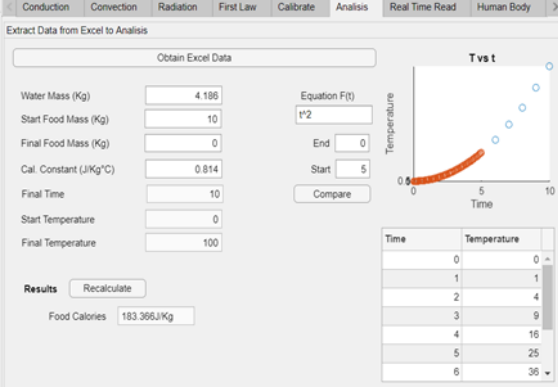 Conduction Convection Radiation First Law Calibrate Analisis Real Time Read Human Body
Extract Data from Excel to Analisis
Obtain Excel Data
Water Mass (Kg) 4.186
Start Food Mass (Kg) 10
Final Food Mass (Kg) 0
Cal. Constant (J/Kg°C) 0.814
Final Time 10
Start Temperature 0
Final Temperature 100
Results Recalculate
Food Calories 183.366J/Kg
Equation F(t)
t^2
End 0
Start 5
Compare
T vs t
Temperature
0 5 10
Time
Time Temperature
0 0
1 1
2 4
3 9
4 16
5 25
6 36